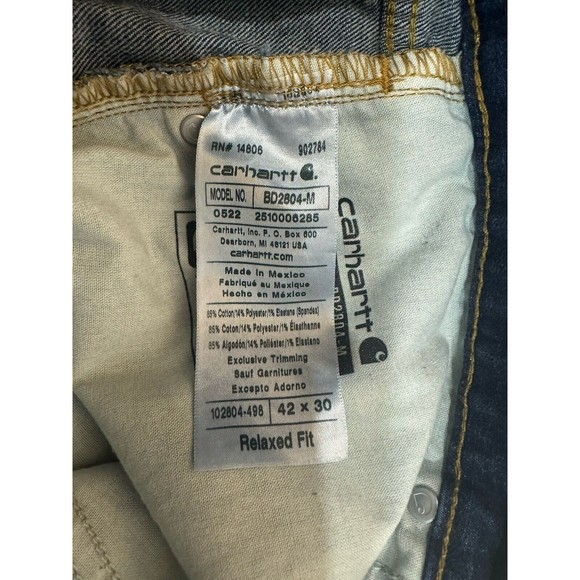 RN# 14806 902784
carhartt
MODEL NO. BD2804-M
0522 2510006285
Carhartt, Inc. P. O. Box 600
Dearborn, MI 48121 USA
carhartt.com
Made in Mexico
Fabriqué au Mexique
Hecho en México
85% Cotton/14% Polyester/1% Elastane (Spandex)
85% Coton/14% Polyester/1% Élasthanne
85% Algodón/14% Poliéster/1% Elastano
Exclusive Trimming
Sauf Garnitures
Excepto Adorno
102804-498 42 x 30
Relaxed Fit
carhartt
BD2804-M